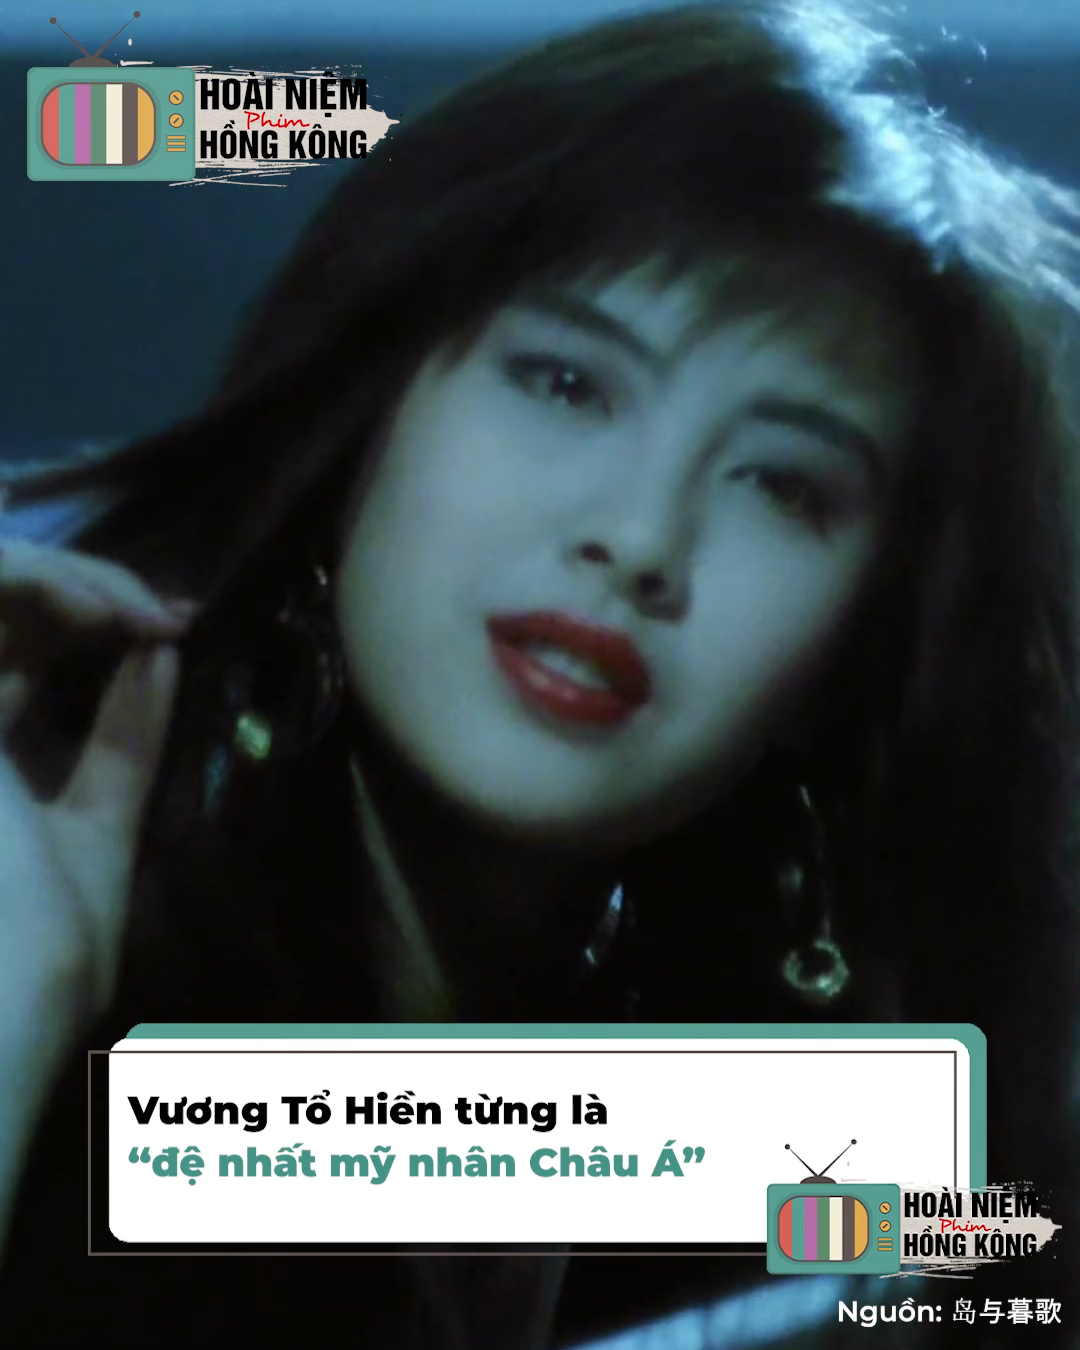 HOÀI NIỆM
Phim
HỒNG KÔNG
Vương Tổ Hiền từng là
“đệ nhất mỹ nhân Châu Á”
HOÀI NIỆM
Phim
HỒNG KÔNG
Nguồn: 岛与暮歌